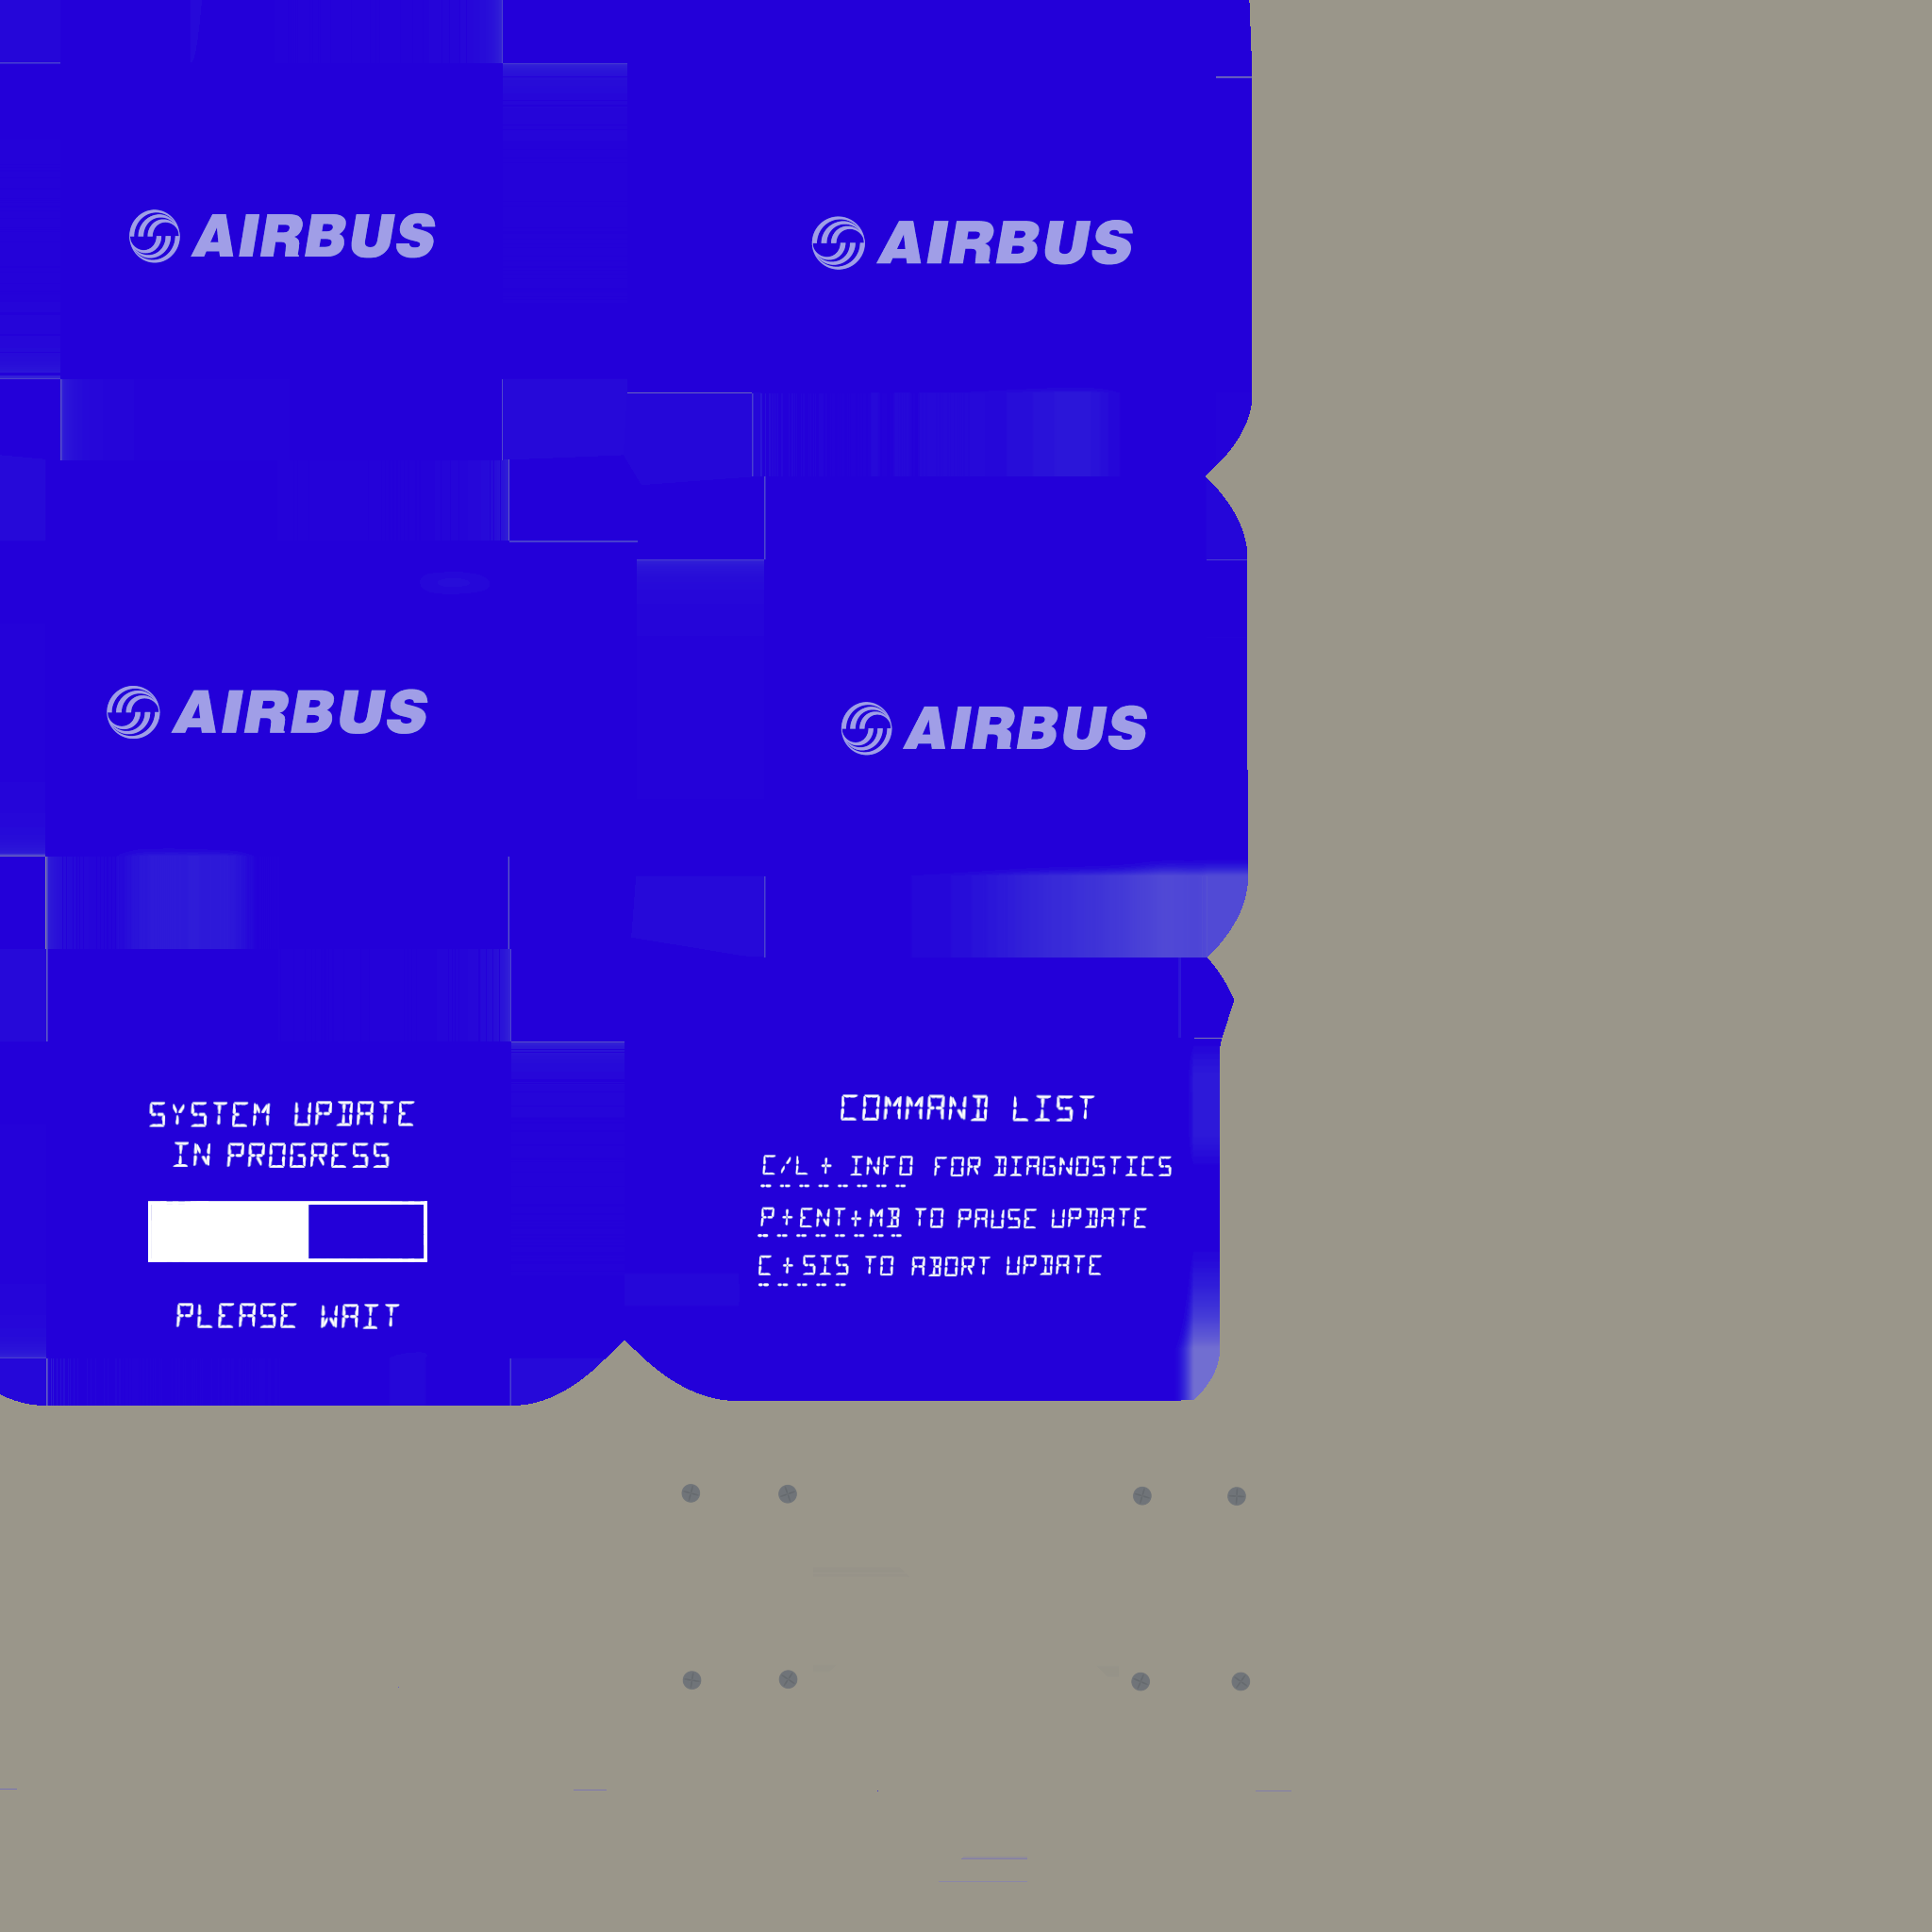 AIRBUS
AIRBUS
AIRBUS
AIRBUS
SYSTEM UPDATE
IN PROGRESS
PLEASE WAIT
COMMAND LIST
C/L + INFO FOR DIAGNOSTICS
P+ENT+MB TO PAUSE UPDATE
C+SIS TO ABORT UPDATE